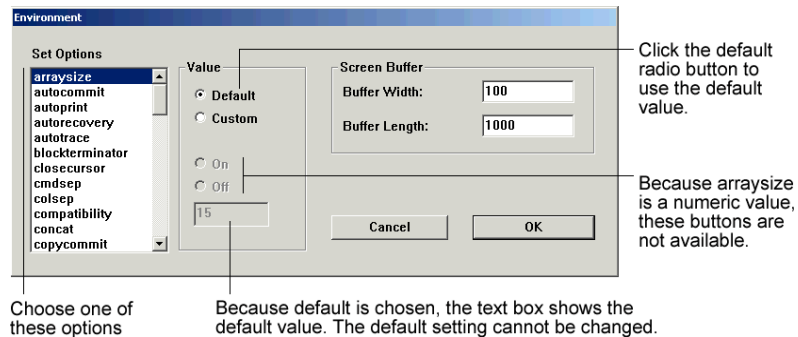 Environment
Set Options
arraysize
autocommit
autoprint
autorecovery
autotrace
blockterminator
closecursor
cmdsep
colsep
compatibility
concat
copycommit
Value
Default
Custom
On
Off
15
Screen Buffer
Buffer Width:
100
Buffer Length:
1000
Cancel
OK
Click the default
radio button to
use the default
value.
Because arraysize
is a numeric value,
these buttons are
not available.
Choose one of
these options
Because default is chosen, the text box shows the
default value. The default setting cannot be changed.